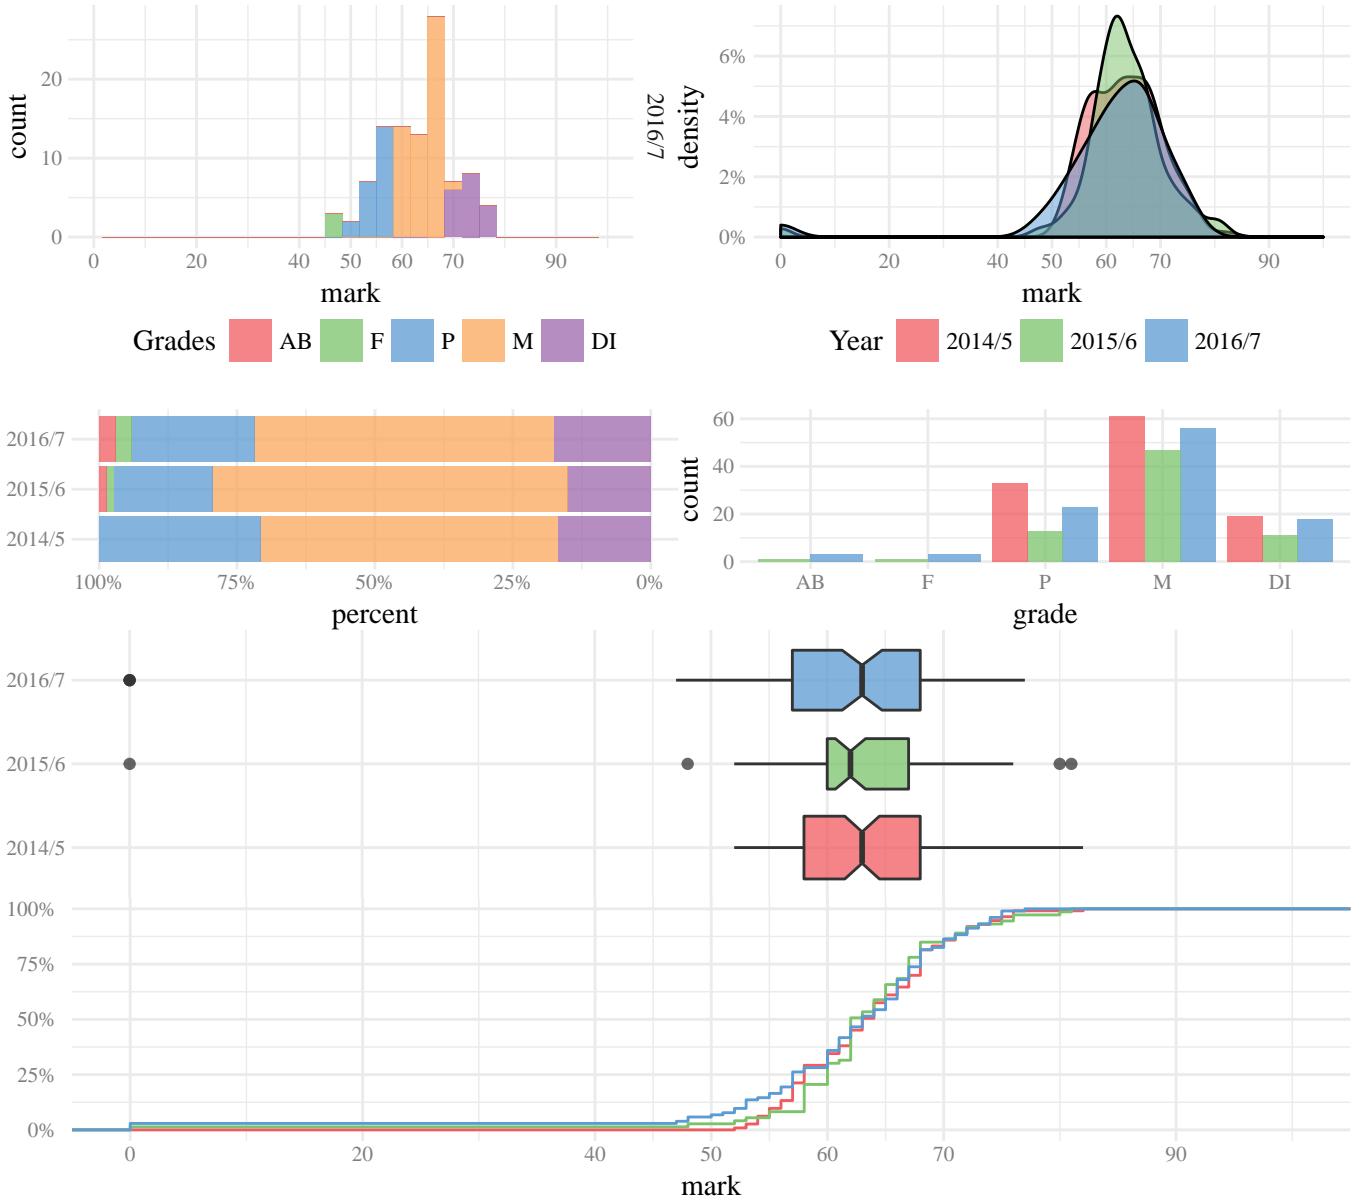 count
20
10
0
0 20 40 50 60 70 90
mark
2016/7
density
6%
4%
2%
0%
0 20 40 50 60 70 90
mark
Grades AB F P M DI
Year 2014/5 2015/6 2016/7
2016/7
2015/6
2014/5
100% 75% 50% 25% 0%
percent
count
60
40
20
0
AB F P M DI
grade
2016/7
2015/6
2014/5
100%
75%
50%
25%
0%
0 20 40 50 60 70 90
mark